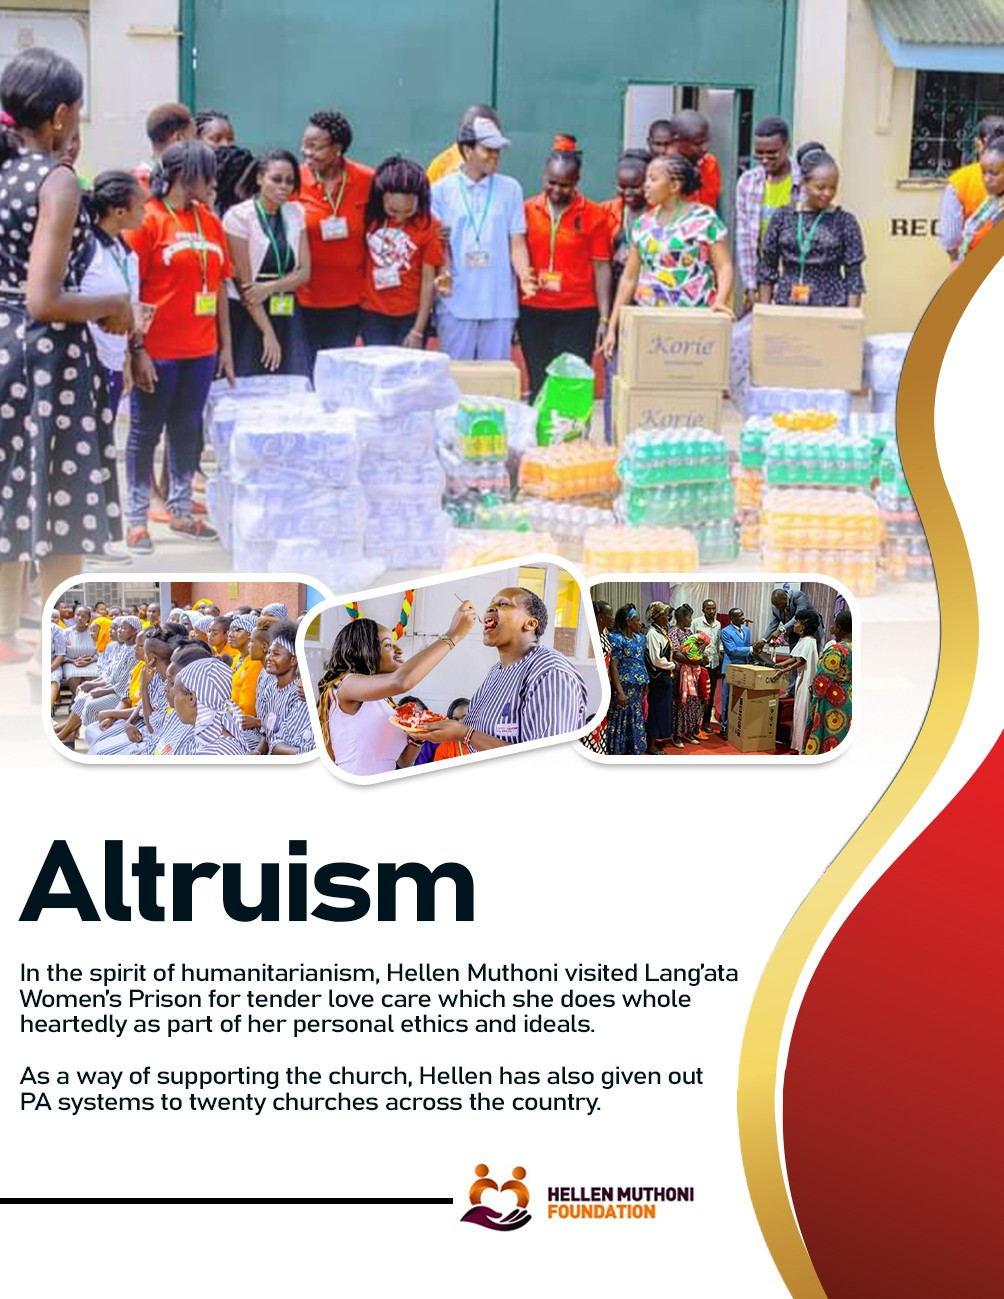 REC
Korie
Korie
Altruism
In the spirit of humanitarianism, Hellen Muthoni visited Lang'ata
Women's Prison for tender love care which she does whole
heartedly as part of her personal ethics and ideals.
As a way of supporting the church, Hellen has also given out
PA systems to twenty churches across the country.
HELLEN MUTHONI
FOUNDATION